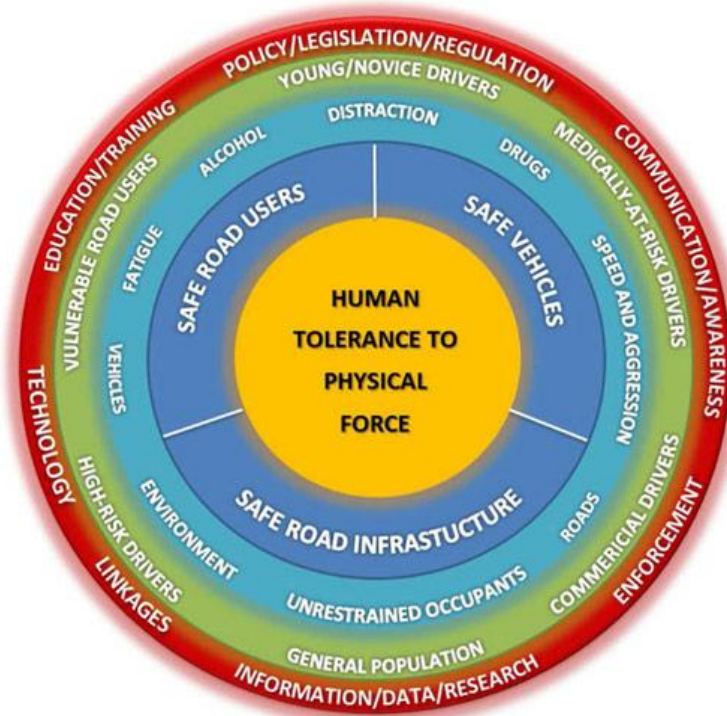 POLICY/LEGISLATION/REGULATION
COMMUNICATION/AWARENESS
ENFORCEMENT
INFORMATION/DATA/RESEARCH
LINKAGES
TECHNOLOGY
EDUCATION/TRAINING
YOUNG/NOVICE DRIVERS
MEDICALLY-AT-RISK DRIVERS
COMMERICIAL DRIVERS
GENERAL POPULATION
HIGH-RISK DRIVERS
VULNERABLE ROAD USERS
DISTRACTION
DRUGS
SPEED AND AGGRESSION
ROADS
UNRESTRAINED OCCUPANTS
ENVIRONMENT
VEHICLES
FATIGUE
ALCOHOL
SAFE ROAD USERS
SAFE VEHICLES
SAFE ROAD INFRASTUCTURE
HUMAN
TOLERANCE TO
PHYSICAL
FORCE